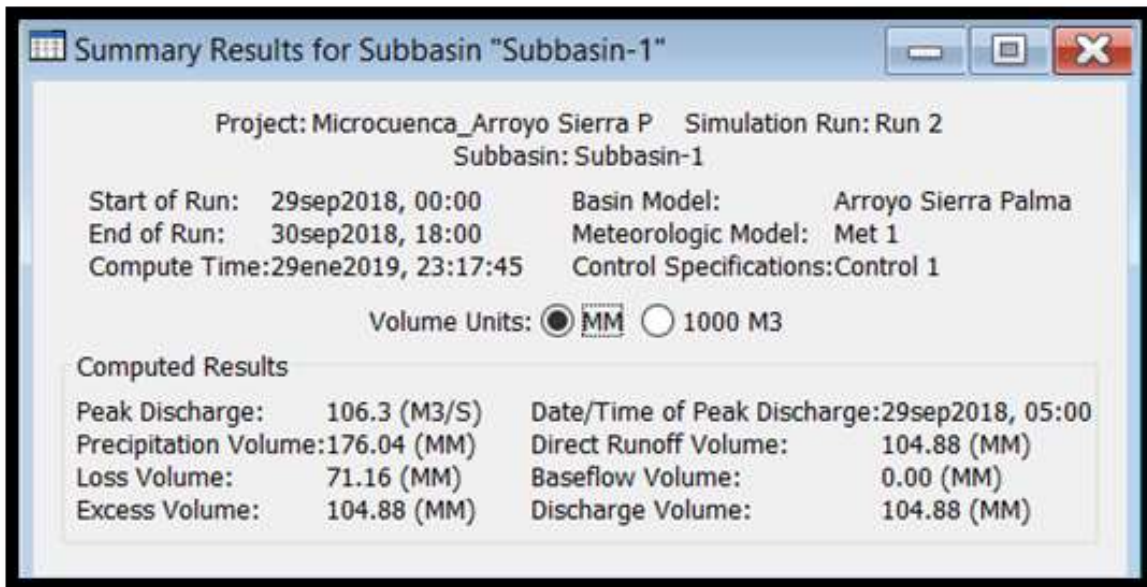 Summary Results for Subbasin "Subbasin-1"
Project: Microcuenca_Arroyo Sierra P Simulation Run: Run 2
Subbasin: Subbasin-1
Start of Run: 29sep2018, 00:00 Basin Model: Arroyo Sierra Palma
End of Run: 30sep2018, 18:00 Meteorologic Model: Met 1
Compute Time:29ene2019, 23:17:45 Control Specifications:Control 1
Volume Units: MM 1000 M3
Computed Results
Peak Discharge: 106.3 (M3/S) Date/Time of Peak Discharge:29sep2018, 05:00
Precipitation Volume:176.04 (MM) Direct Runoff Volume: 104.88 (MM)
Loss Volume: 71.16 (MM) Baseflow Volume: 0.00 (MM)
Excess Volume: 104.88 (MM) Discharge Volume: 104.88 (MM)